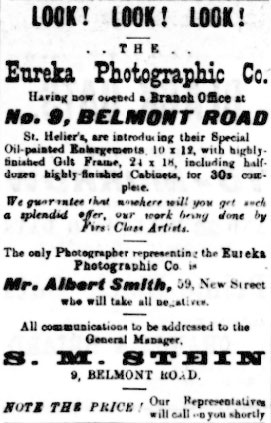 LOOK! LOOK! LOOK!
. . THE . .
Eureka Photographic Co.
Having now opened a Branch Office at
No. 9, BELMONT ROAD
St. Helier's, are introducing their Special
Oil-painted Enlargements, 10 x 12, with highly-
finished Gilt Frame, 24 x 18, including half-
dozen highly-finished Cabinets, for 30s com-
plete.
We guarantee that nowhere will you get such
a splendid offer, our work being done by
First Class Artists.
The only Photographer representing the Eureka
Photographic Co. is
Mr. Albert Smith, 59, New Street
who will take all negatives.
All communications to be addressed to the
General Manager,
S. M. STEIN
9, BELMONT ROAD.
NOTE THE PRICE! Our Representatives
will call on you shortly